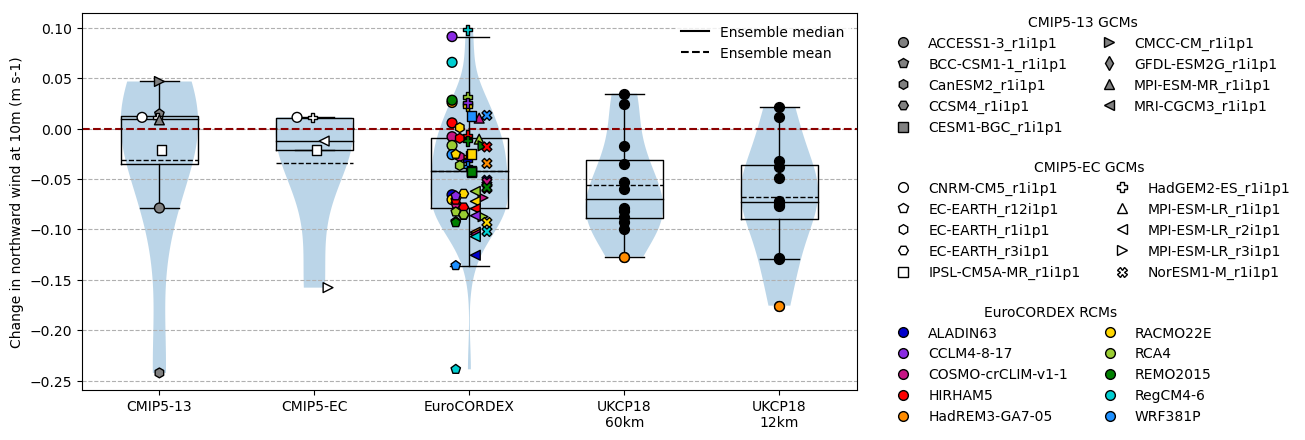 Change in northward wind at 10m (m s-1)
0.10
0.05
0.00
−0.05
−0.10
−0.15
−0.20
−0.25
Ensemble median
Ensemble mean
CMIP5-13
CMIP5-EC
EuroCORDEX
UKCP18
60km
UKCP18
12km
CMIP5-13 GCMs
ACCESS1-3_r1i1p1
BCC-CSM1-1_r1i1p1
CanESM2_r1i1p1
CCSM4_r1i1p1
CESM1-BGC_r1i1p1
CMCC-CM_r1i1p1
GFDL-ESM2G_r1i1p1
MPI-ESM-MR_r1i1p1
MRI-CGCM3_r1i1p1
CMIP5-EC GCMs
CNRM-CM5_r1i1p1
EC-EARTH_r12i1p1
EC-EARTH_r1i1p1
EC-EARTH_r3i1p1
IPSL-CM5A-MR_r1i1p1
HadGEM2-ES_r1i1p1
MPI-ESM-LR_r1i1p1
MPI-ESM-LR_r2i1p1
MPI-ESM-LR_r3i1p1
NorESM1-M_r1i1p1
EuroCORDEX RCMs
ALADIN63
CCLM4-8-17
COSMO-crCLIM-v1-1
HIRHAM5
HadREM3-GA7-05
RACMO22E
RCA4
REMO2015
RegCM4-6
WRF381P